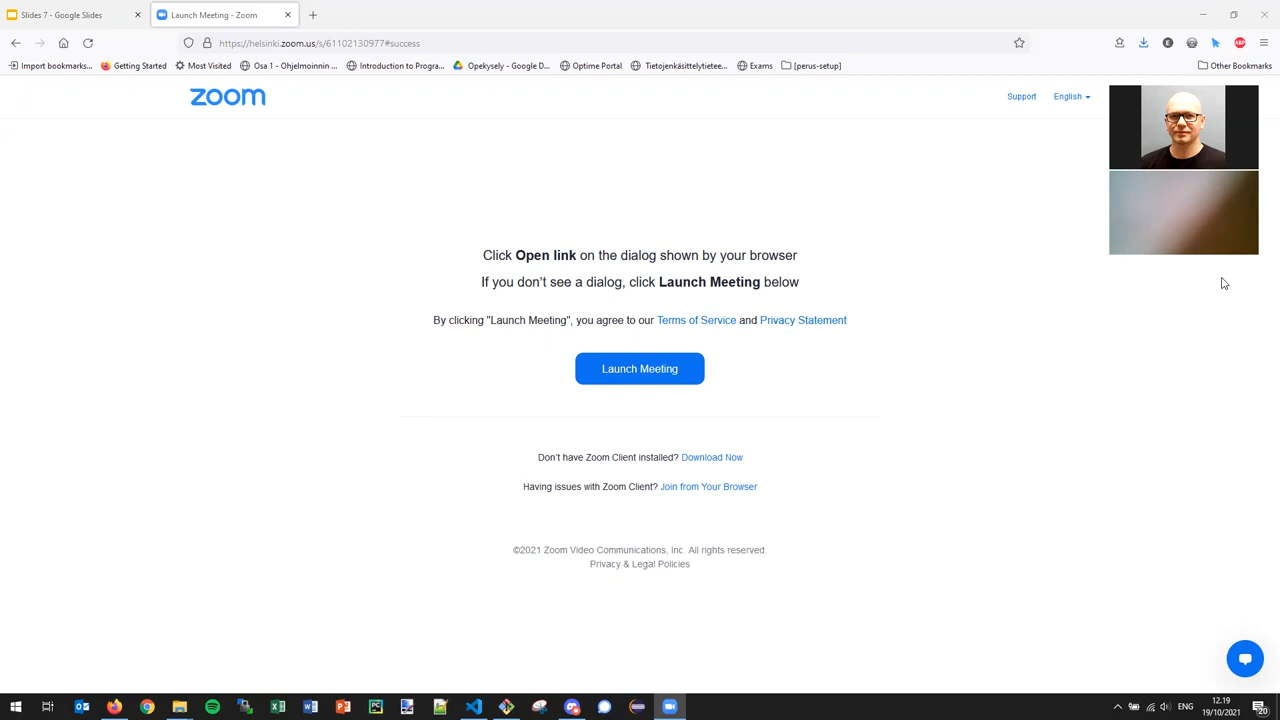 Slides 7 - Google Slides
Launch Meeting - Zoom
https://helsinki.zoom.us/s/61102130977#success
Import bookmarks...
Getting Started
Most Visited
Osa 1 - Ohjelmoinnin ...
Introduction to Progra...
Opekysely - Google D...
Optime Portal
Tietojenkäsittelytietee...
Exams
[perus-setup]
Other Bookmarks
zoom
Support
English
Click Open link on the dialog shown by your browser
If you don't see a dialog, click Launch Meeting below
By clicking "Launch Meeting", you agree to our Terms of Service and Privacy Statement
Launch Meeting
Don't have Zoom Client installed? Download Now
Having issues with Zoom Client? Join from Your Browser
©2021 Zoom Video Communications, Inc. All rights reserved.
Privacy & Legal Policies
ENG
12.19
19/10/2021
20